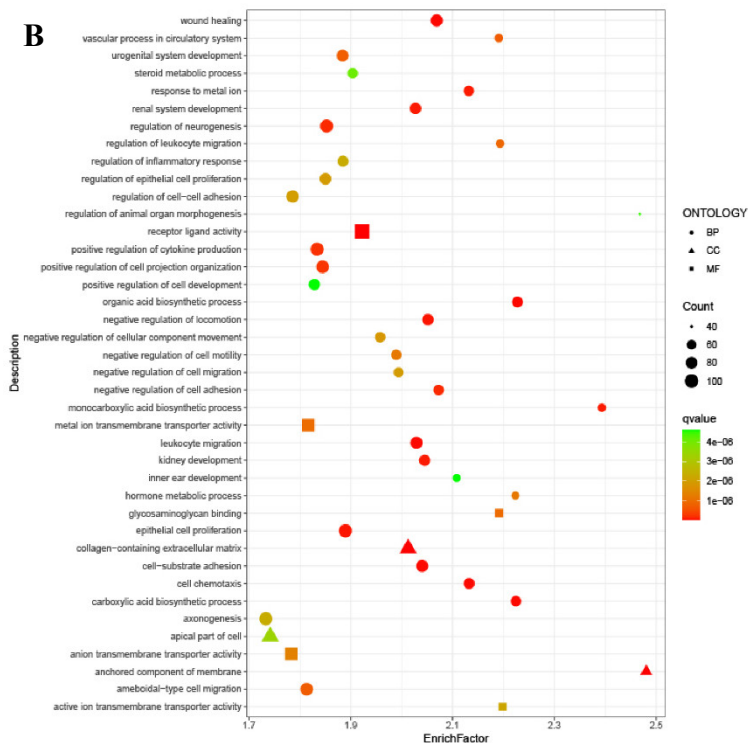 B
wound healing
vascular process in circulatory system
urogenital system development
steroid metabolic process
response to metal ion
renal system development
regulation of neurogenesis
regulation of leukocyte migration
regulation of inflammatory response
regulation of epithelial cell proliferation
regulation of cell-cell adhesion
regulation of animal organ morphogenesis
receptor ligand activity
positive regulation of cytokine production
positive regulation of cell projection organization
positive regulation of cell development
organic acid biosynthetic process
negative regulation of locomotion
negative regulation of cellular component movement
negative regulation of cell motility
negative regulation of cell migration
negative regulation of cell adhesion
monocarboxylic acid biosynthetic process
metal ion transmembrane transporter activity
leukocyte migration
kidney development
inner ear development
hormone metabolic process
glycosaminoglycan binding
epithelial cell proliferation
collagen-containing extracellular matrix
cell-substrate adhesion
cell chemotaxis
carboxylic acid biosynthetic process
axonogenesis
apical part of cell
anion transmembrane transporter activity
anchored component of membrane
ameboidal-type cell migration
active ion transmembrane transporter activity
Description
1.7 1.9 2.1 2.3 2.5
EnrichFactor
ONTOLOGY
BP
CC
MF
Count
40
60
80
100
qvalue
4e-06
2e-06
1e-06